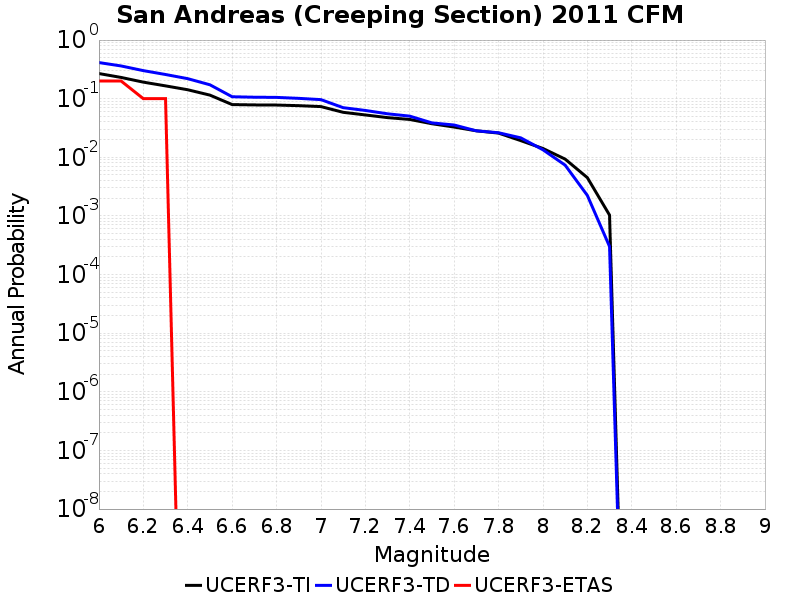 San Andreas (Creeping Section) 2011 CFM
Annual Probability
10^0
10^-1
10^-2
10^-3
10^-4
10^-5
10^-6
10^-7
10^-8
6 6.2 6.4 6.6 6.8 7 7.2 7.4 7.6 7.8 8 8.2 8.4 8.6 8.8 9
Magnitude
UCERF3-TI UCERF3-TD UCERF3-ETAS